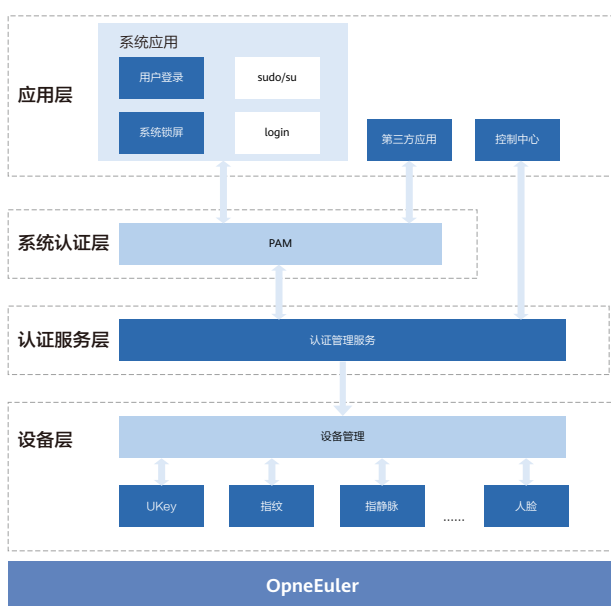 系统应用
应用层
用户登录
sudo/su
系统锁屏
login
第三方应用
控制中心
系统认证层
PAM
认证服务层
认证管理服务
设备层
设备管理
UKey
指纹
指静脉
......
人脸
OpneEuler